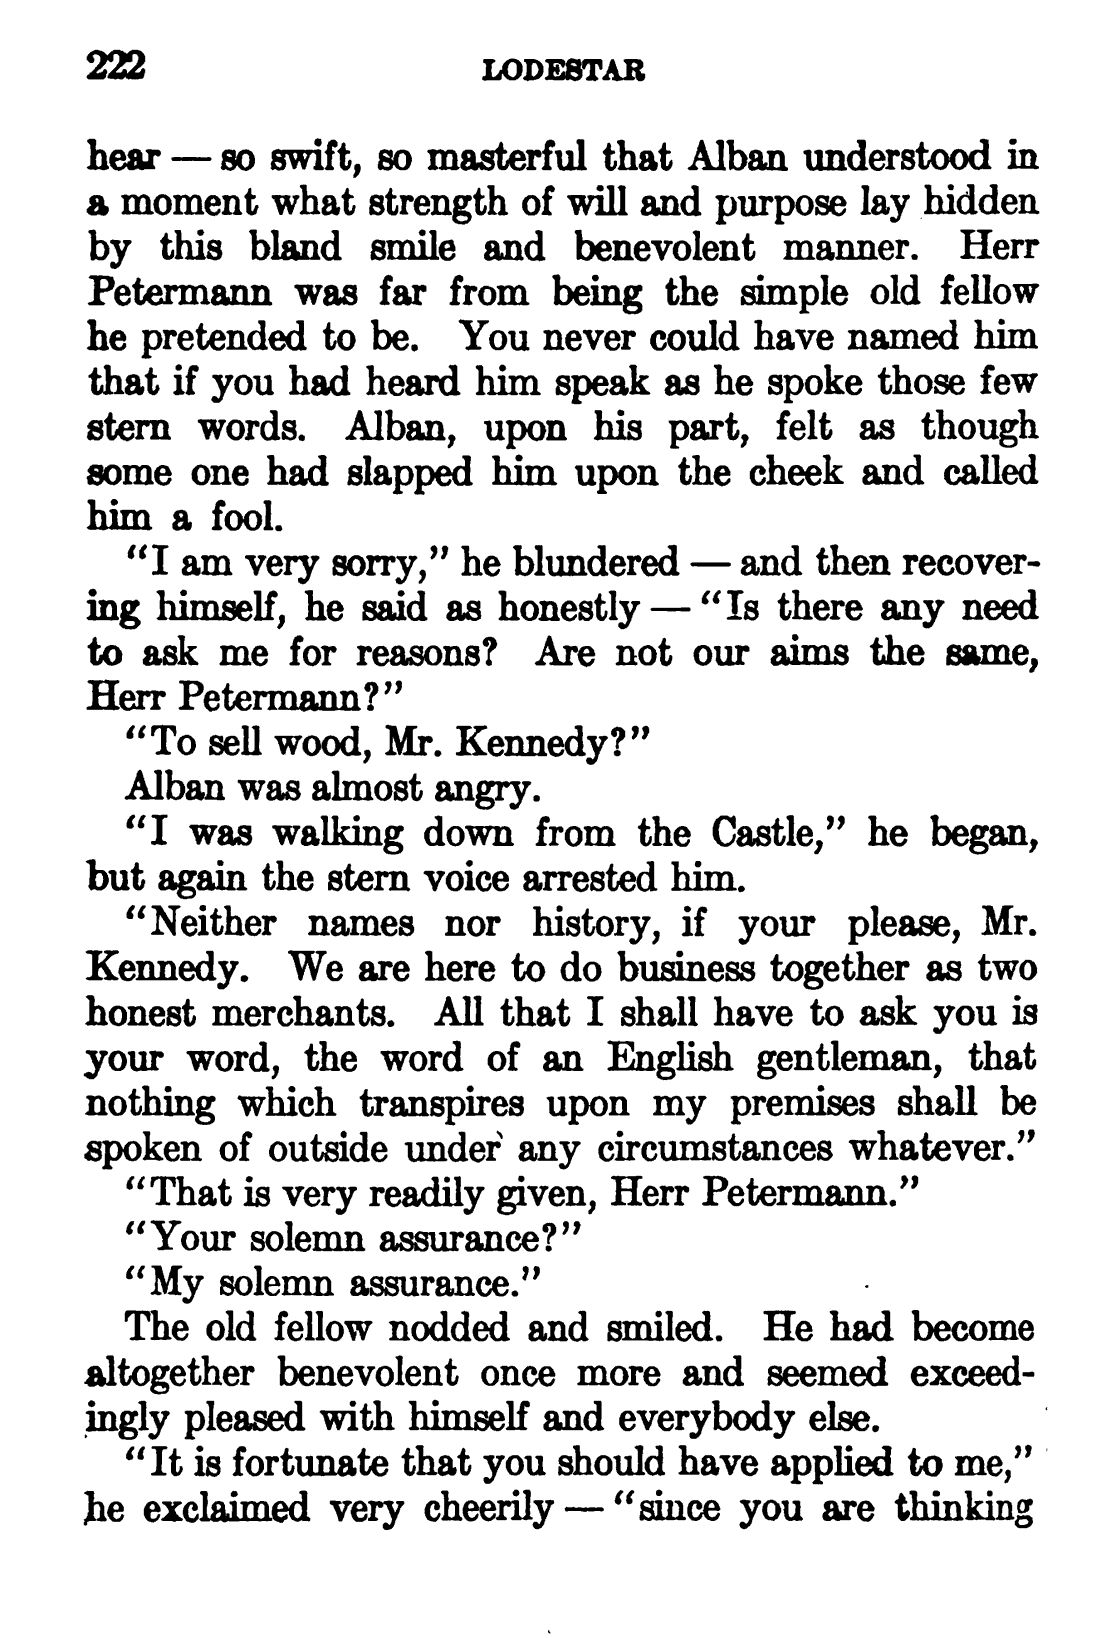 222 LODESTAR
hear — so swift, so masterful that Alban understood in
a moment what strength of will and purpose lay hidden
by this bland smile and benevolent manner. Herr
Petermann was far from being the simple old fellow
he pretended to be. You never could have named him
that if you had heard him speak as he spoke those few
stern words. Alban, upon his part, felt as though
some one had slapped him upon the cheek and called
him a fool.
"I am very sorry," he blundered — and then recover-
ing himself, he said as honestly — "Is there any need
to ask me for reasons? Are not our aims the same,
Herr Petermann?"
"To sell wood, Mr. Kennedy?"
Alban was almost angry.
"I was walking down from the Castle," he began,
but again the stern voice arrested him.
"Neither names nor history, if your please, Mr.
Kennedy. We are here to do business together as two
honest merchants. All that I shall have to ask you is
your word, the word of an English gentleman, that
nothing which transpires upon my premises shall be
spoken of outside under any circumstances whatever."
"That is very readily given, Herr Petermann."
"Your solemn assurance?"
"My solemn assurance."
The old fellow nodded and smiled. He had become
altogether benevolent once more and seemed exceed-
ingly pleased with himself and everybody else.
"It is fortunate that you should have applied to me,"
he exclaimed very cheerily — "since you are thinking